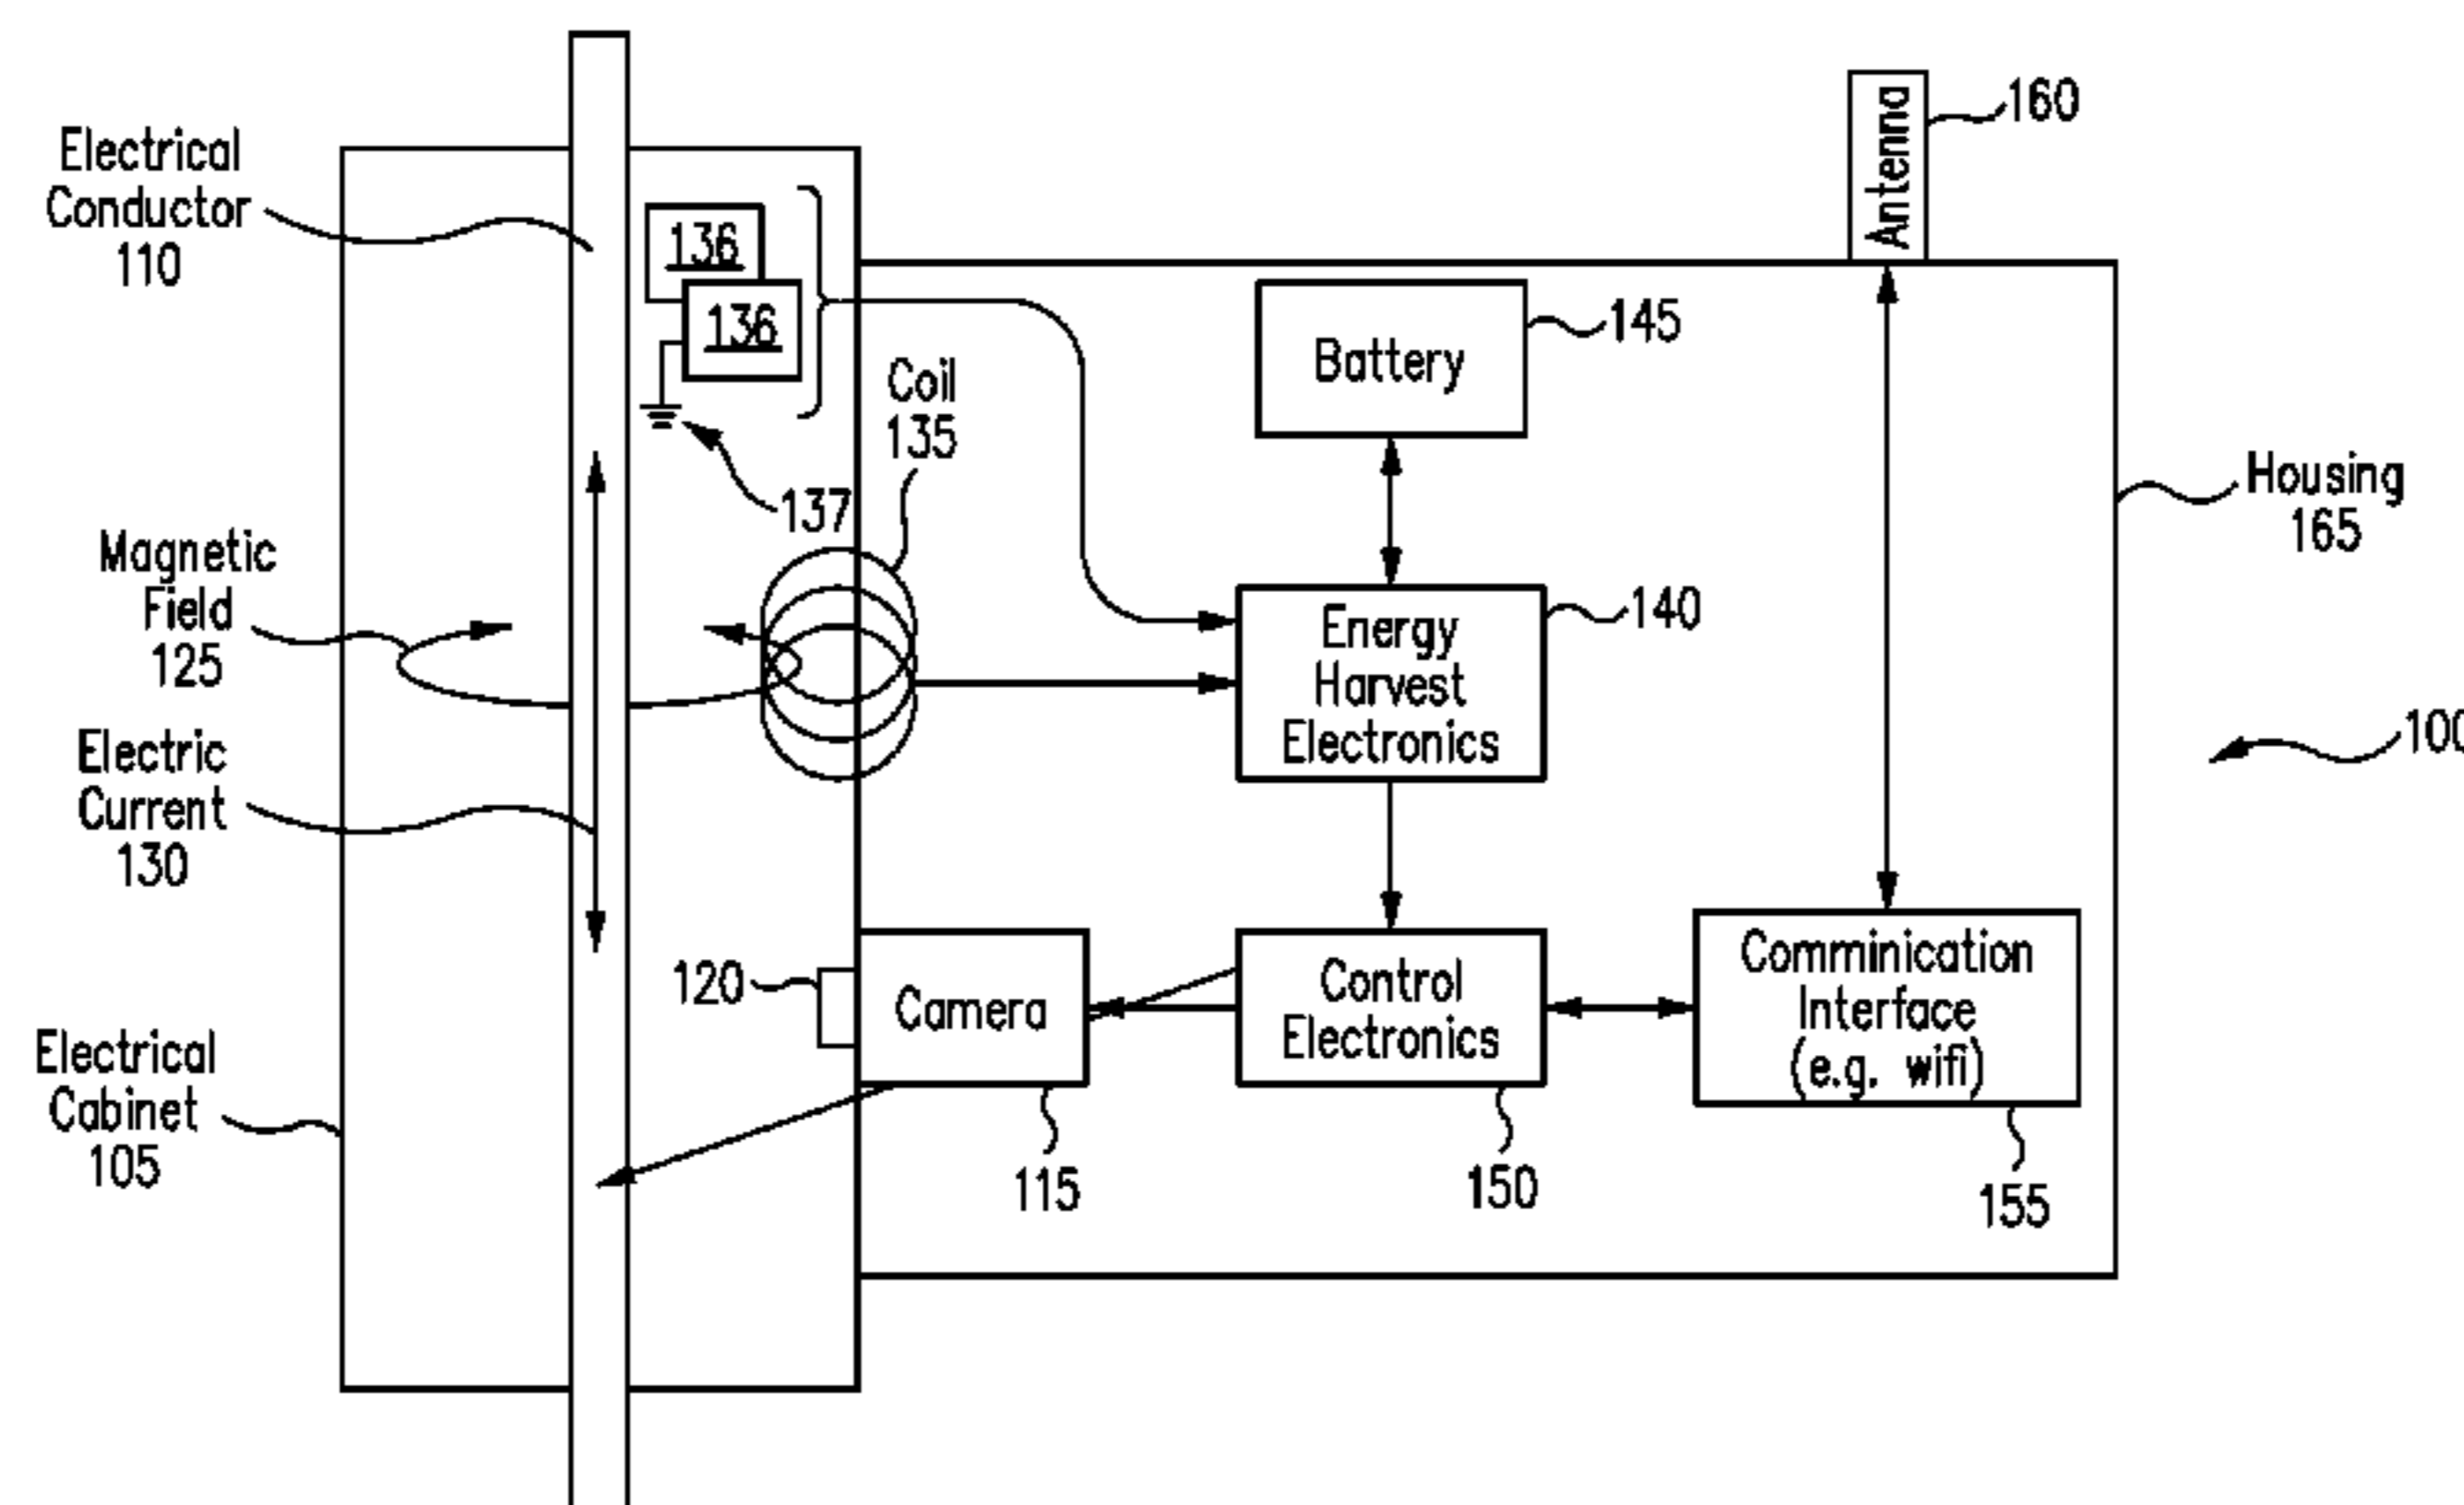 Electrical
Conductor
110
136
136
137
Coil
135
Magnetic
Field
125
Electric
Current
130
Electrical
Cabinet
105
120
Camera
115
Antenna
160
Battery
145
Energy
Harvest
Electronics
140
Housing
165
100
Control
Electronics
150
Comminication
Interface
(e.g. wifi)
155